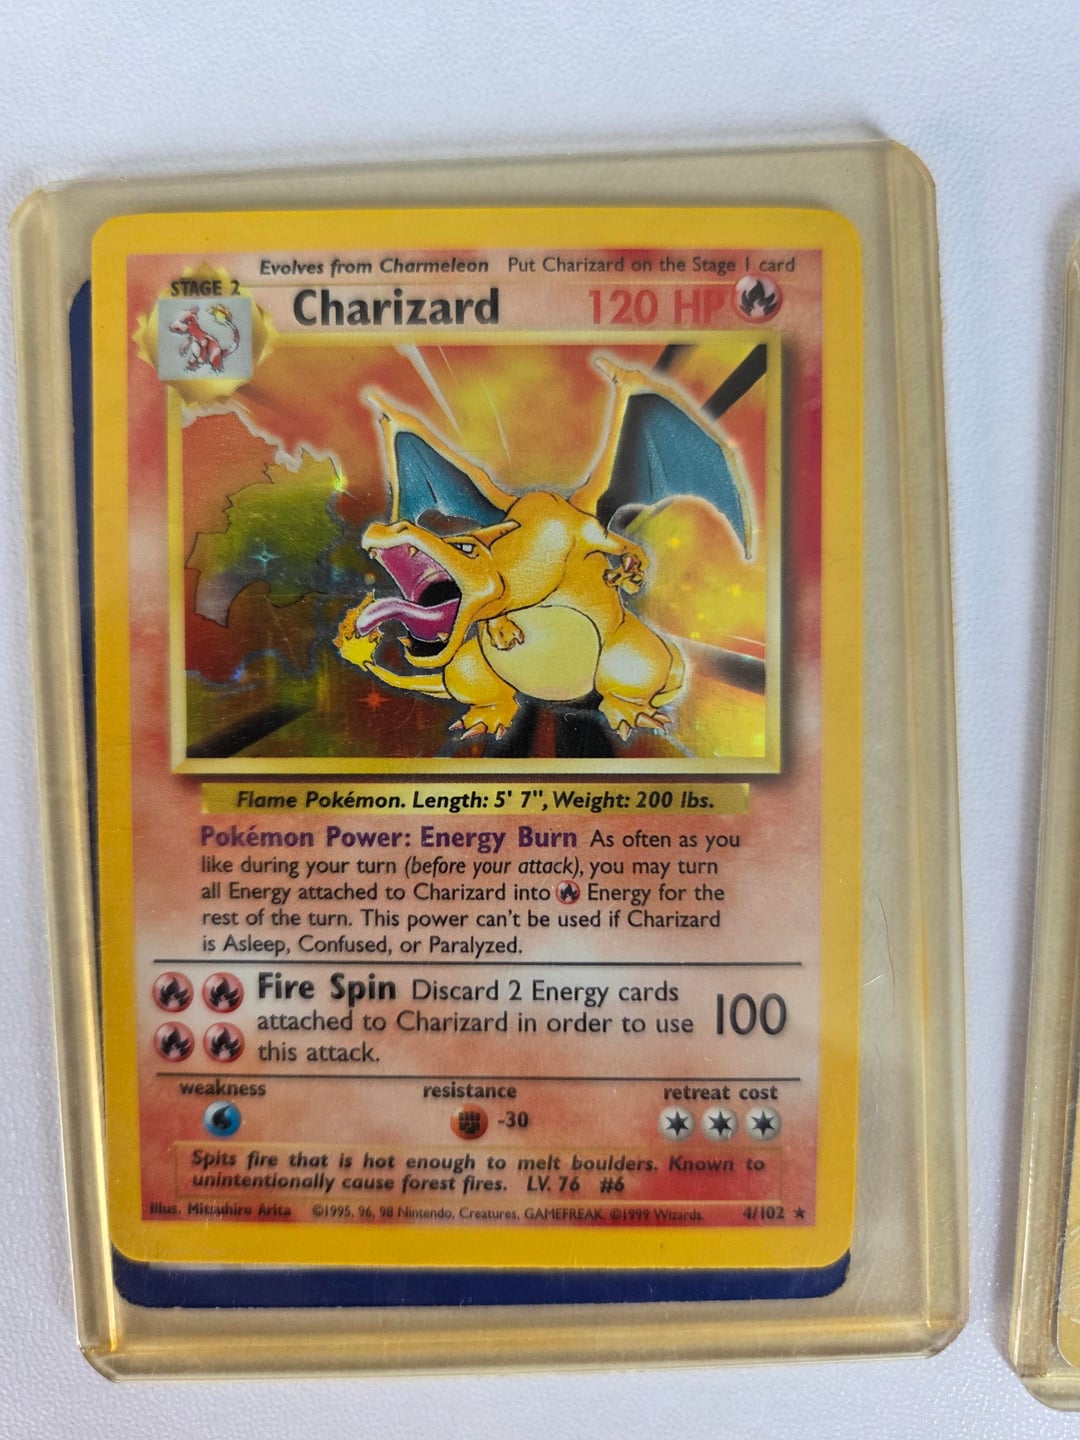 Evolves from Charmeleon Put Charizard on the Stage 1 card
STAGE 2
Charizard 120 HP
Flame Pokémon. Length: 5' 7", Weight: 200 lbs.
Pokémon Power: Energy Burn As often as you
like during your turn (before your attack), you may turn
all Energy attached to Charizard into Energy for the
rest of the turn. This power can't be used if Charizard
is Asleep, Confused, or Paralyzed.
Fire Spin Discard 2 Energy cards
attached to Charizard in order to use 100
this attack.
weakness resistance retreat cost
-30
Spits fire that is hot enough to melt boulders. Known to
unintentionally cause forest fires. LV. 76 #6
Illus. Mitsuhiro Arita ©1995, 96, 98 Nintendo, Creatures, GAMEFREAK. ©1999 Wizards. 4/102 ★